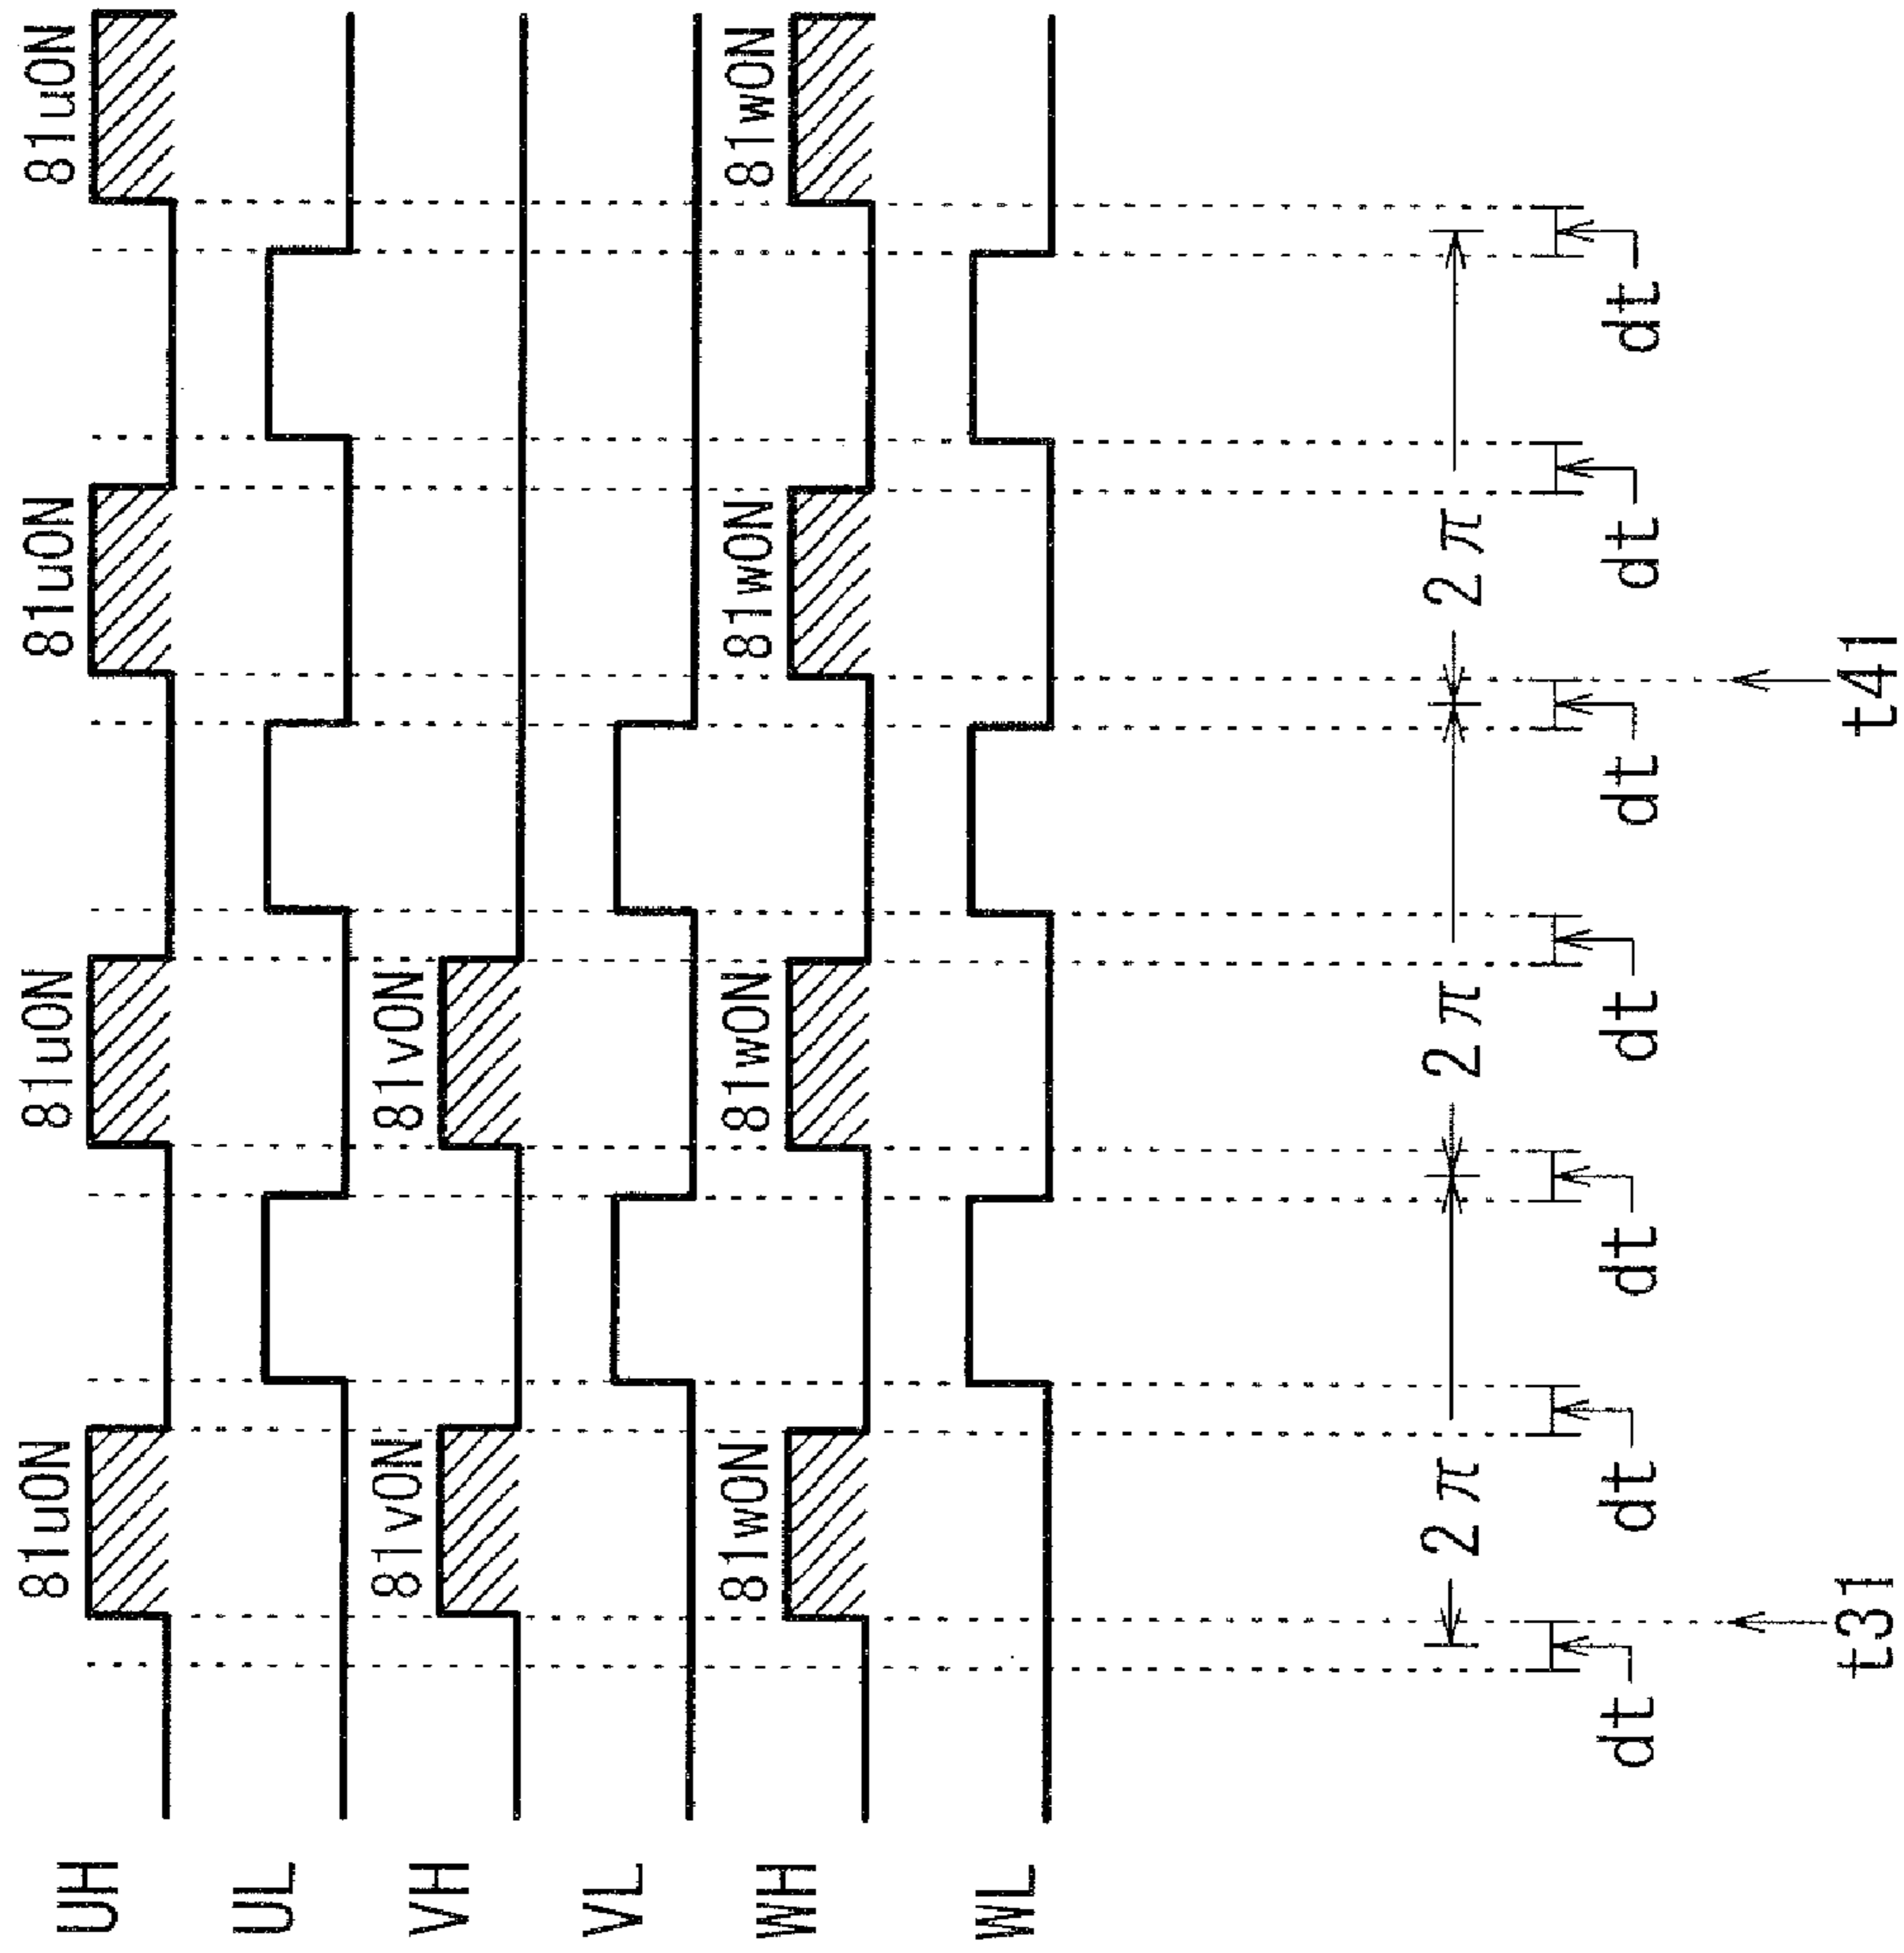 UH 81uON 81uON 81uON 81uON
UL
VH 81vON 81vON
VL
WH 81wON 81wON 81wON 81wON
WL
2π 2π 2π
dt dt dt dt dt dt dt
t31 t41